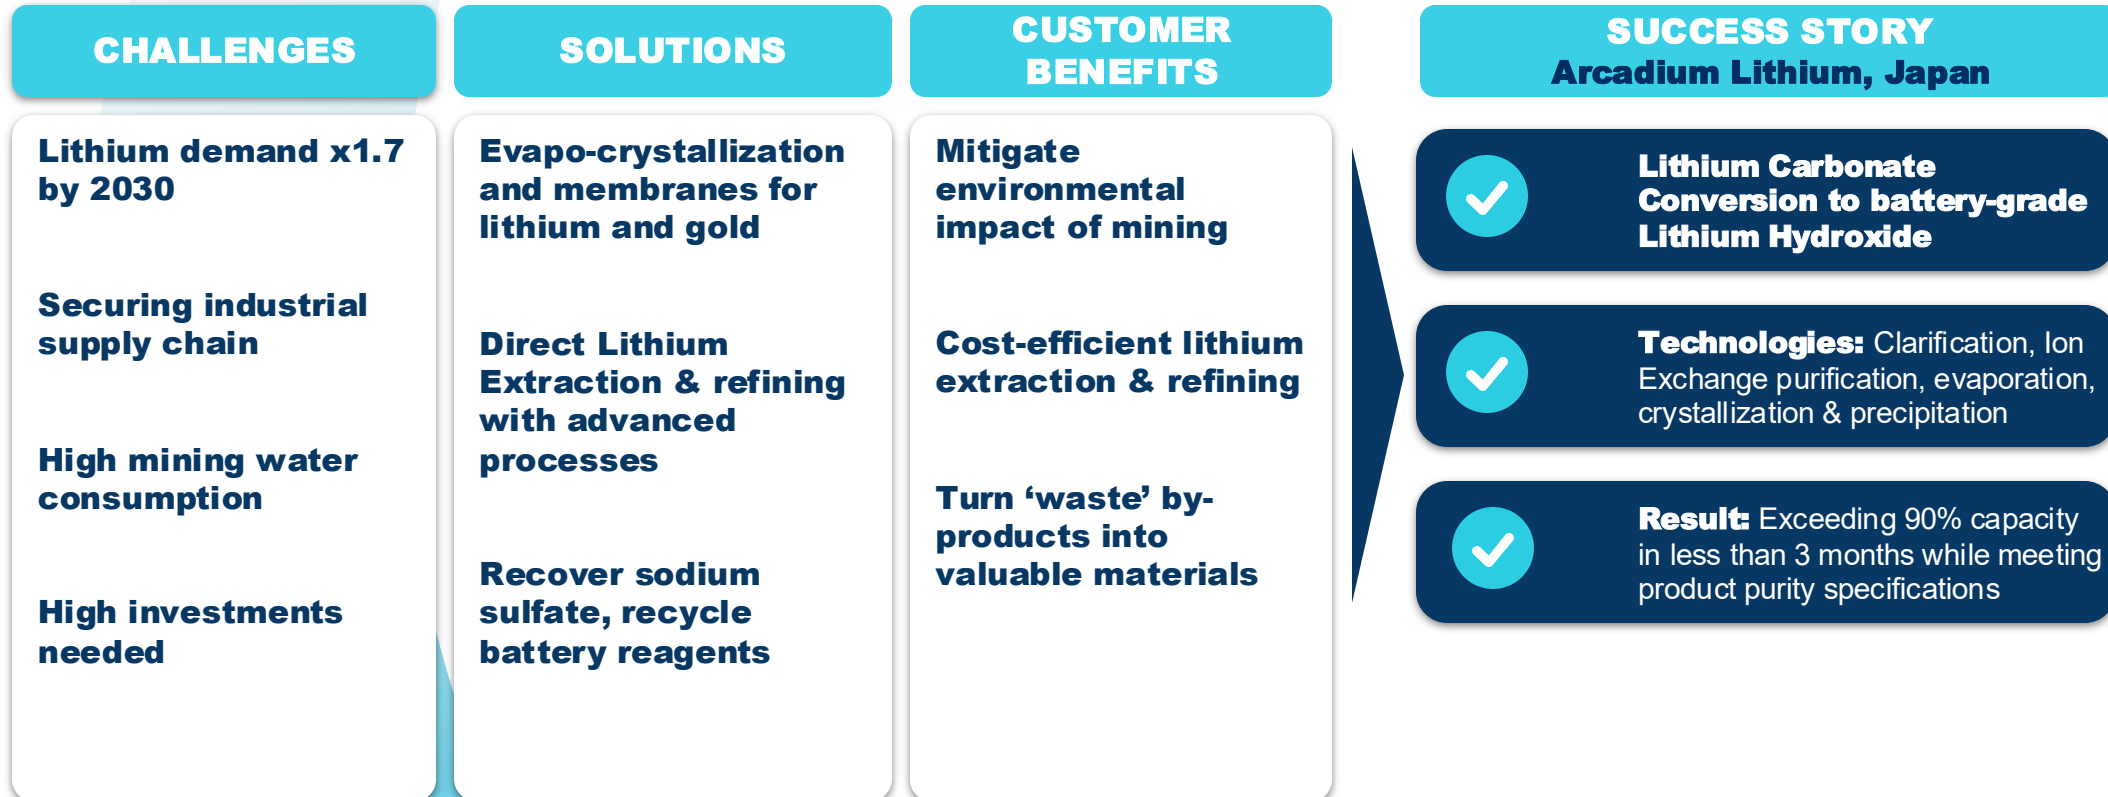 CHALLENGES
Lithium demand x1.7
by 2030
Securing industrial
supply chain
High mining water
consumption
High investments
needed
SOLUTIONS
Evapo-crystallization
and membranes for
lithium and gold
Direct Lithium
Extraction & refining
with advanced
processes
Recover sodium
sulfate, recycle
battery reagents
CUSTOMER
BENEFITS
Mitigate
environmental
impact of mining
Cost-efficient lithium
extraction & refining
Turn ‘waste’ by-
products into
valuable materials
SUCCESS STORY
Arcadium Lithium, Japan
Lithium Carbonate
Conversion to battery-grade
Lithium Hydroxide
Technologies: Clarification, Ion
Exchange purification, evaporation,
crystallization & precipitation
Result: Exceeding 90% capacity
in less than 3 months while meeting
product purity specifications